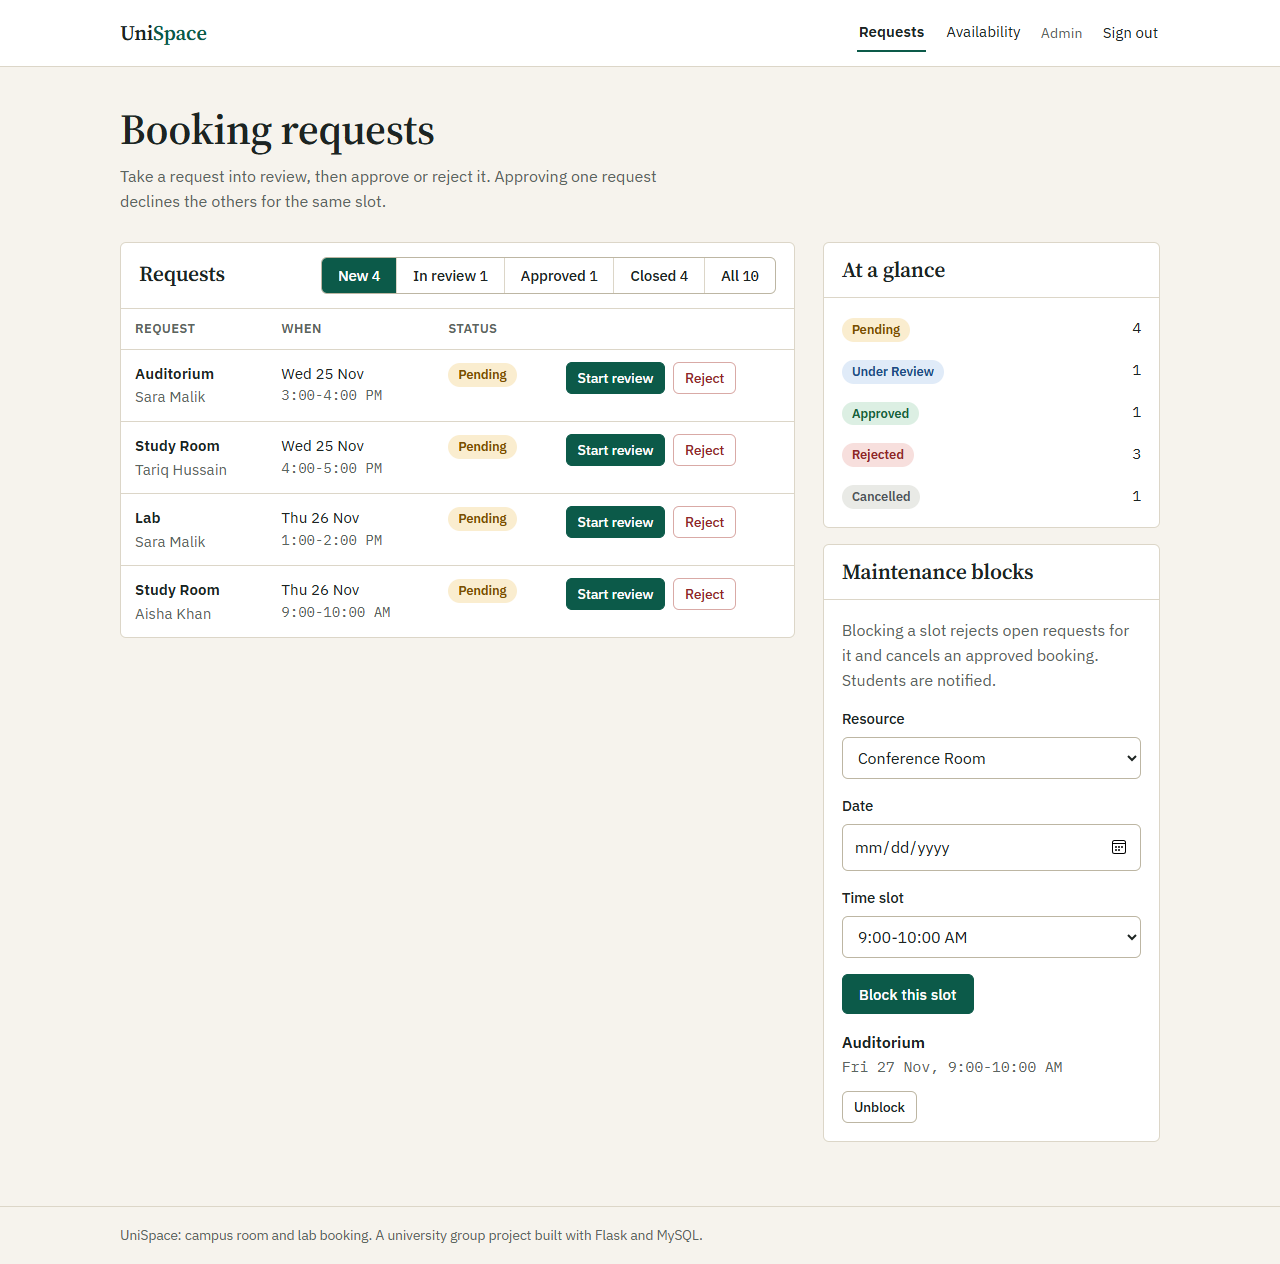 UniSpace
Requests Availability Admin Sign out
Booking requests
Take a request into review, then approve or reject it. Approving one request
declines the others for the same slot.
Requests
New 4 In review 1 Approved 1 Closed 4 All 10
REQUEST WHEN STATUS
Auditorium Wed 25 Nov Pending Start review Reject
Sara Malik 3:00-4:00 PM
Study Room Wed 25 Nov Pending Start review Reject
Tariq Hussain 4:00-5:00 PM
Lab Thu 26 Nov Pending Start review Reject
Sara Malik 1:00-2:00 PM
Study Room Thu 26 Nov Pending Start review Reject
Aisha Khan 9:00-10:00 AM
At a glance
Pending 4
Under Review 1
Approved 1
Rejected 3
Cancelled 1
Maintenance blocks
Blocking a slot rejects open requests for
it and cancels an approved booking.
Students are notified.
Resource
Conference Room
Date
mm/dd/yyyy
Time slot
9:00-10:00 AM
Block this slot
Auditorium
Fri 27 Nov, 9:00-10:00 AM
Unblock
UniSpace: campus room and lab booking. A university group project built with Flask and MySQL.